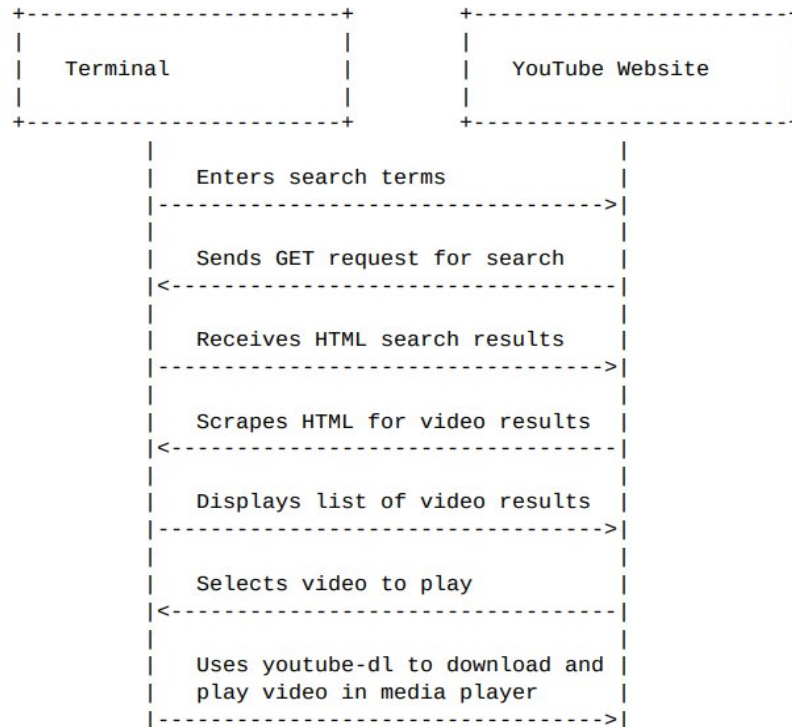 Terminal
YouTube Website
Enters search terms
Sends GET request for search
Receives HTML search results
Scrapes HTML for video results
Displays list of video results
Selects video to play
Uses youtube-dl to download and
play video in media player